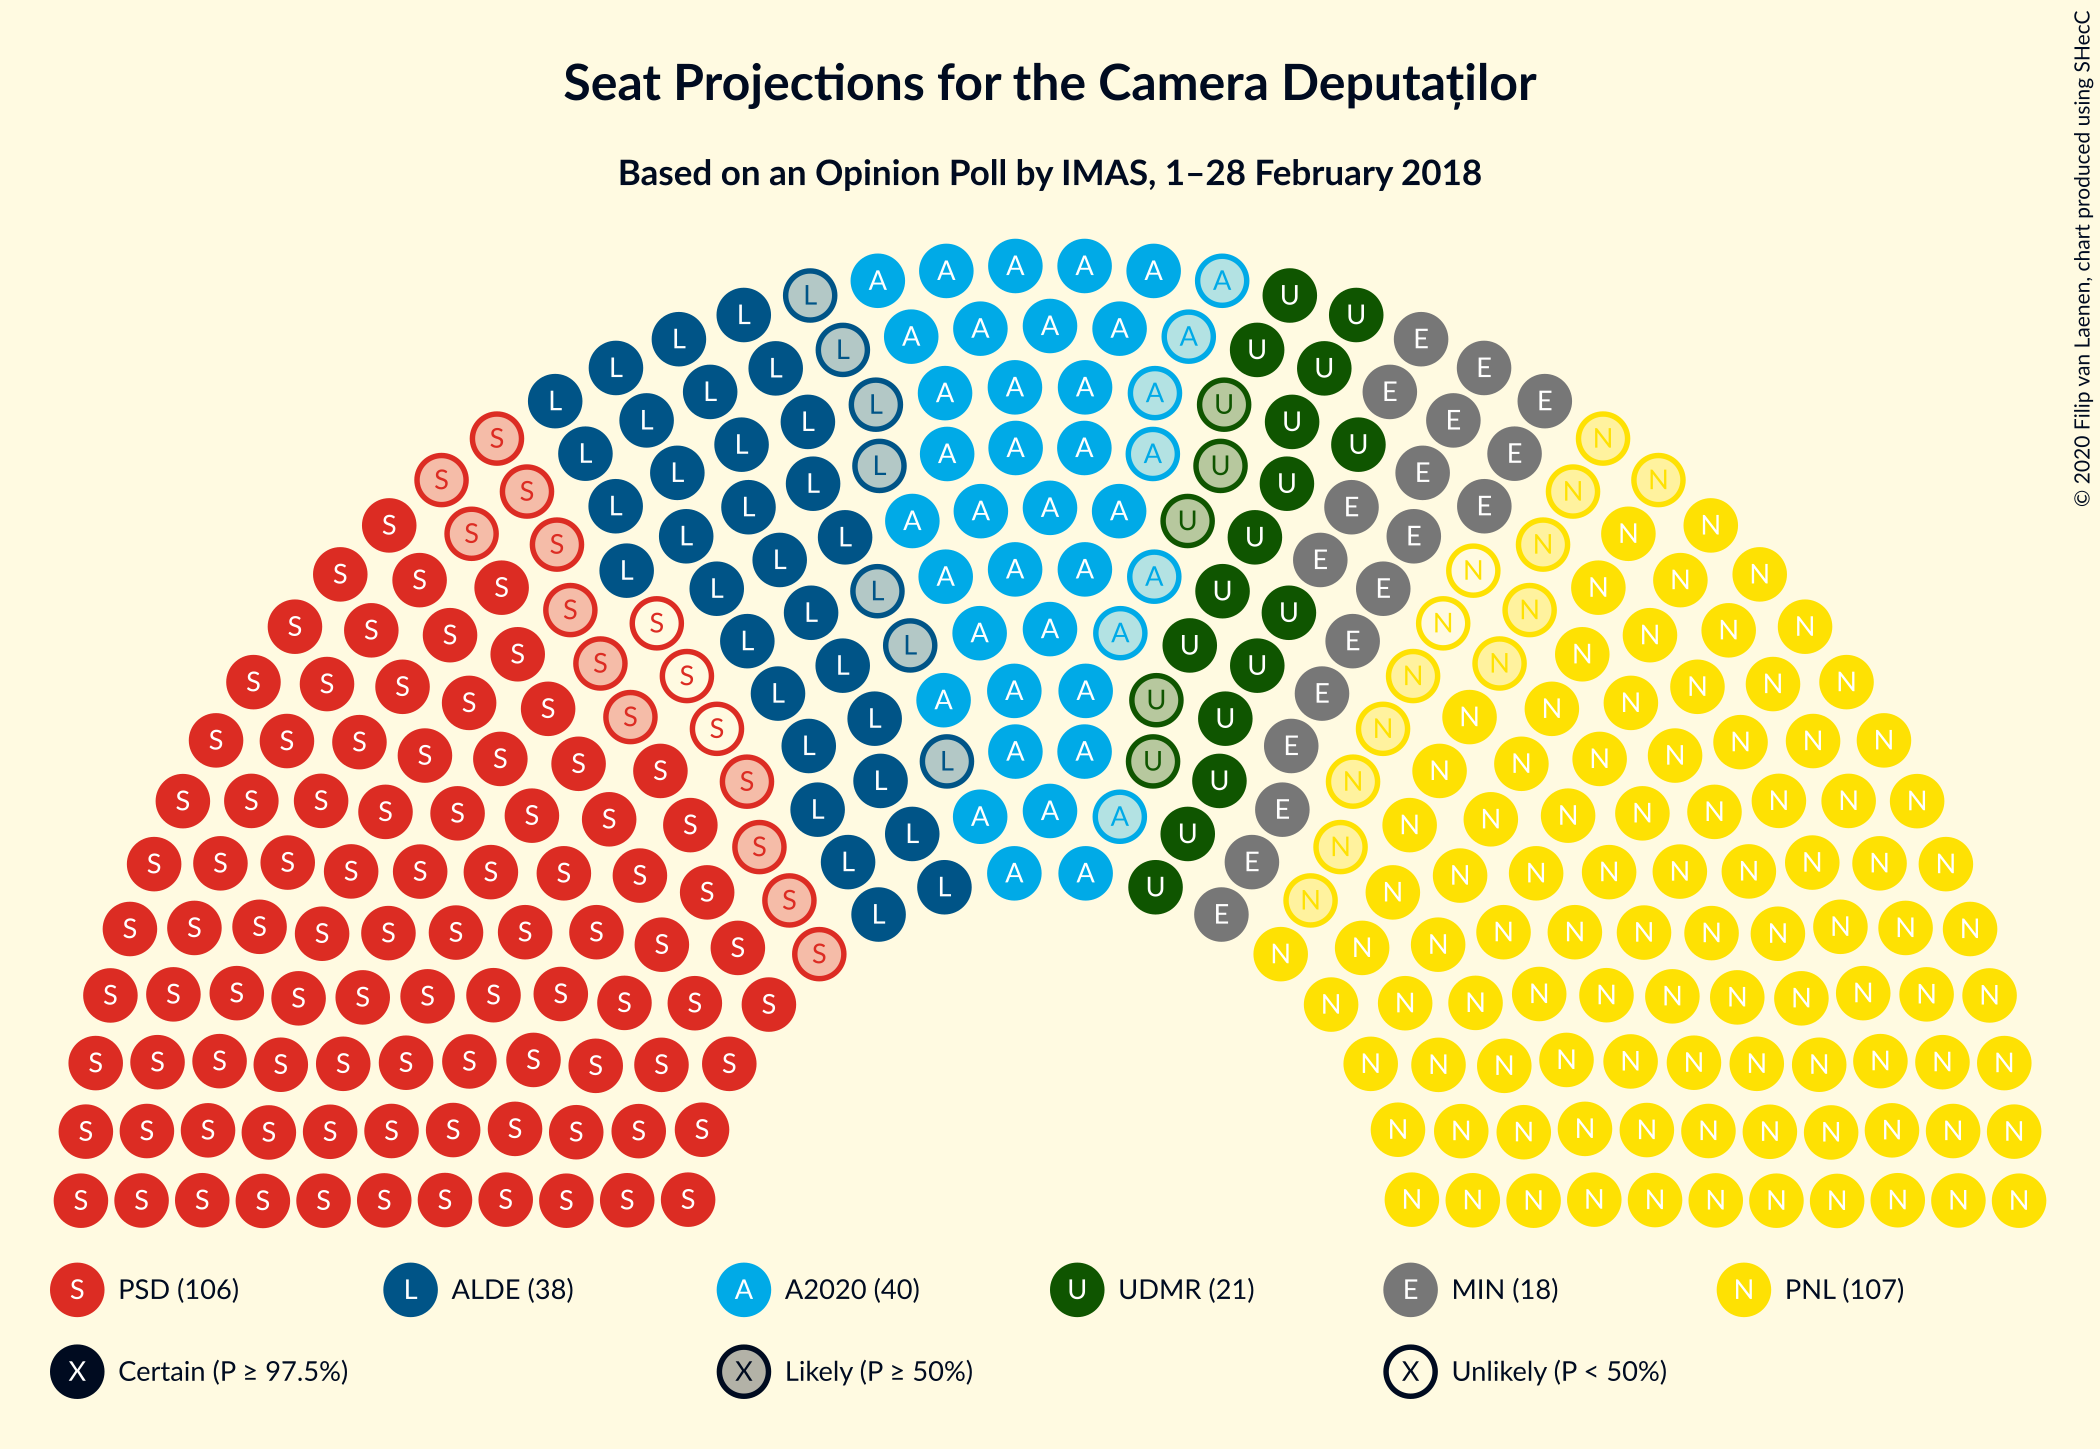 Seat Projections for the Camera Deputaților
Based on an Opinion Poll by IMAS, 1–28 February 2018
© 2020 Filip van Laenen, chart produced using SHecC
S PSD (106)
L ALDE (38)
A A2020 (40)
U UDMR (21)
E MIN (18)
N PNL (107)
X Certain (P ≥ 97.5%)
X Likely (P ≥ 50%)
X Unlikely (P < 50%)